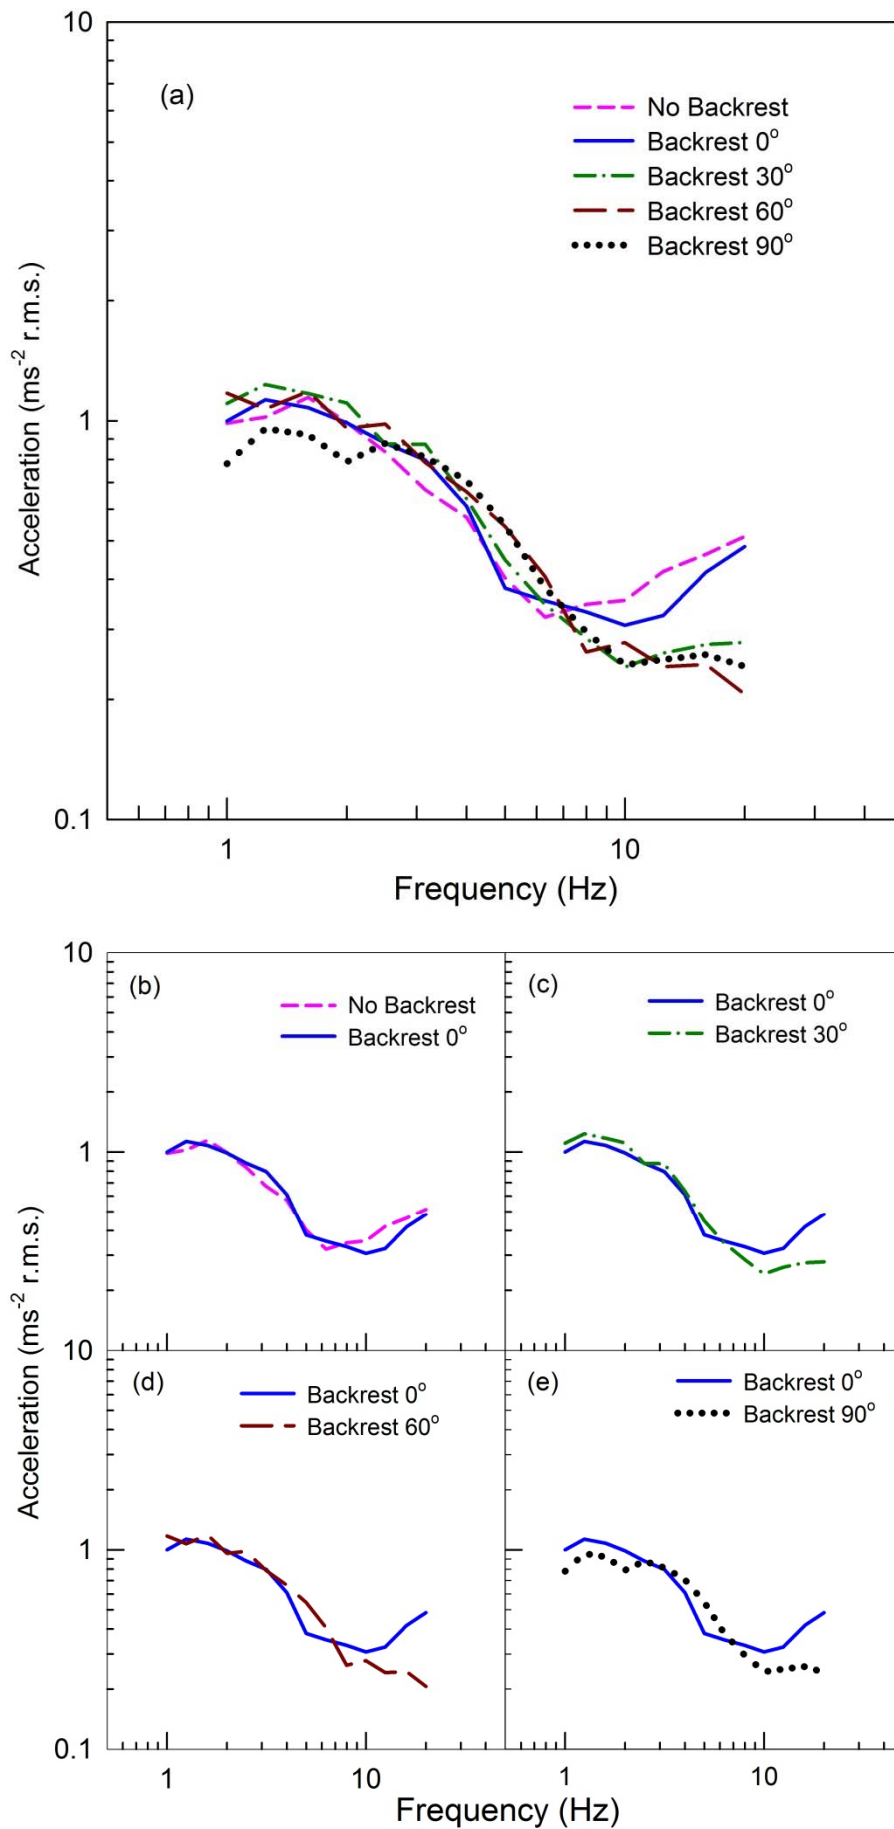 10
(a)
No Backrest
Backrest 0°
Backrest 30°
Backrest 60°
Backrest 90°
Acceleration (ms⁻² r.m.s.)
1
0.1
1
10
Frequency (Hz)
10
(b)
No Backrest
Backrest 0°
(c)
Backrest 0°
Backrest 30°
1
Acceleration (ms⁻² r.m.s.)
10
(d)
Backrest 0°
Backrest 60°
(e)
Backrest 0°
Backrest 90°
1
0.1
1
10
1
10
Frequency (Hz)